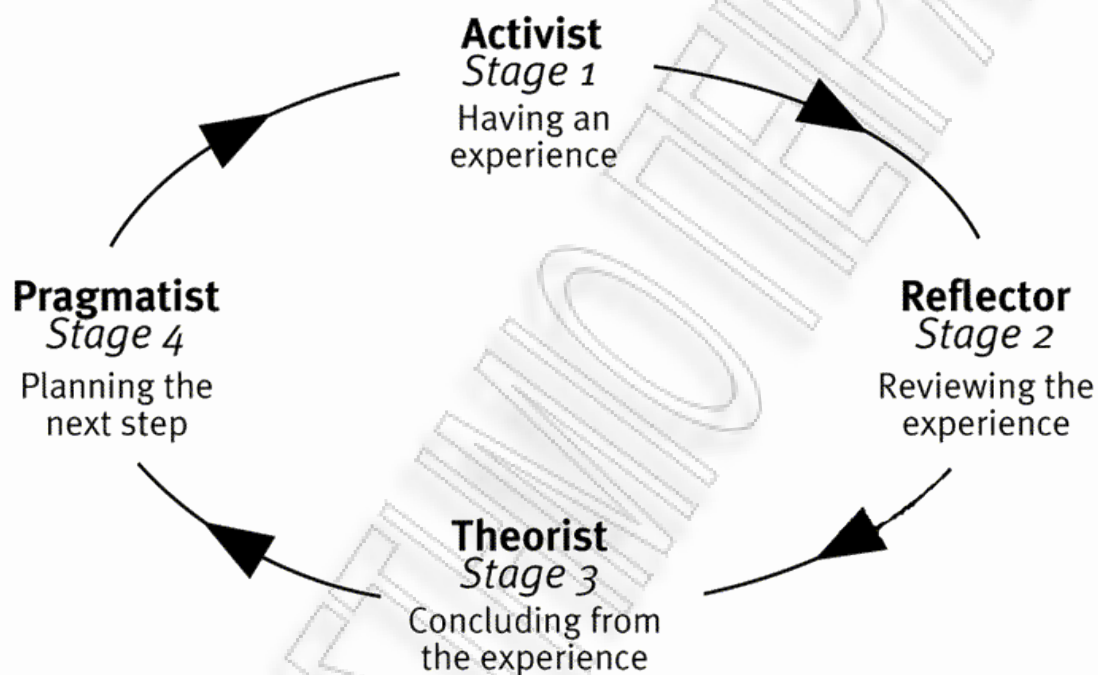 Activist
Stage 1
Having an
experience
Reflector
Stage 2
Reviewing the
experience
Theorist
Stage 3
Concluding from
the experience
Pragmatist
Stage 4
Planning the
next step